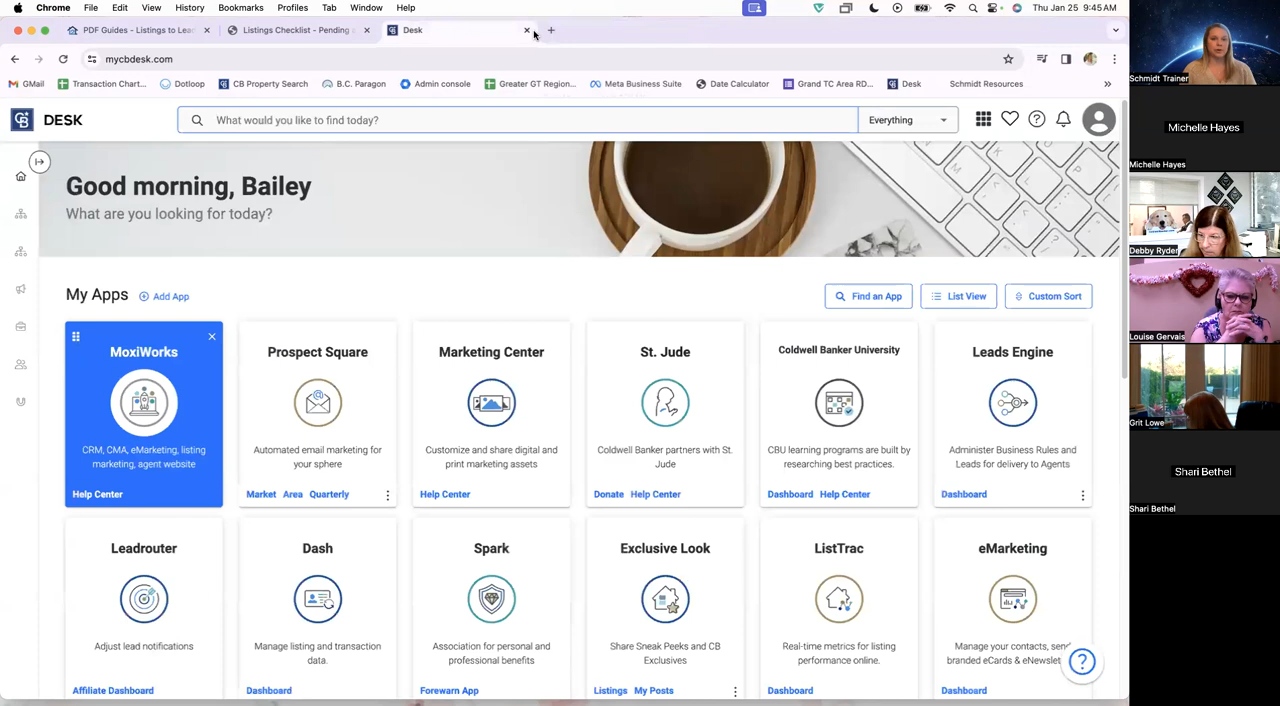 Chrome File Edit View History Bookmarks Profiles Tab Window Help Thu Jan 25 9:45 AM
PDF Guides - Listings to Lea Listings Checklist - Pending Desk
mycbdesk.com
GMail Transaction Chart... Dotloop CB Property Search B.C. Paragon Admin console Greater GT Region... Meta Business Suite Date Calculator Grand TC Area RD... Desk Schmidt Resources
CB DESK What would you like to find today? Everything
Good morning, Bailey
What are you looking for today?
My Apps Add App Find an App List View Custom Sort
MoxiWorks
CRM, CMA, eMarketing, listing
marketing, agent website
Help Center
Prospect Square
Automated email marketing for
your sphere
Market Area Quarterly
Marketing Center
Customize and share digital and
print marketing assets
Help Center
St. Jude
Coldwell Banker partners with St.
Jude
Donate Help Center
Coldwell Banker University
CBU learning programs are built by
researching best practices.
Dashboard Help Center
Leads Engine
Administer Business Rules and
Leads for delivery to Agents
Dashboard
Leadrouter
Adjust lead notifications
Affiliate Dashboard
Dash
Manage listing and transaction
data.
Dashboard
Spark
Association for personal and
professional benefits
Forewarn App
Exclusive Look
Share Sneak Peeks and CB
Exclusives
Listings My Posts
ListTrac
Real-time metrics for listing
performance online.
Dashboard
eMarketing
Manage your contacts, send
branded eCards & eNewslet
Dashboard
Schmidt Trainer
Michelle Hayes
Michelle Hayes
Debby Ryder
Louise Gervais
Grit Lowe
Shari Bethel
Shari Bethel